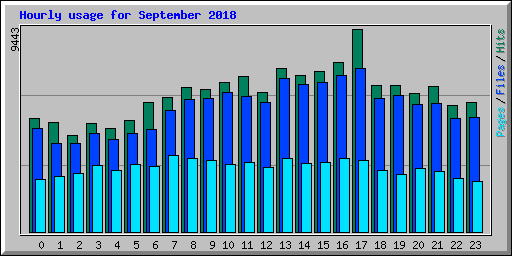 Hourly usage for September 2018
9443
Pages/Files/Hits
0 1 2 3 4 5 6 7 8 9 10 11 12 13 14 15 16 17 18 19 20 21 22 23